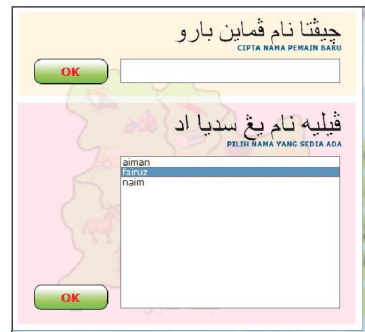 چيڤتا نام ڤماين بارو
CIPTA NAMA PEMAIN BARU
OK
ڤيليه نام يڠ سديا اد
PILIH NAMA YANG SEDIA ADA
aiman
fairuz
naim
OK